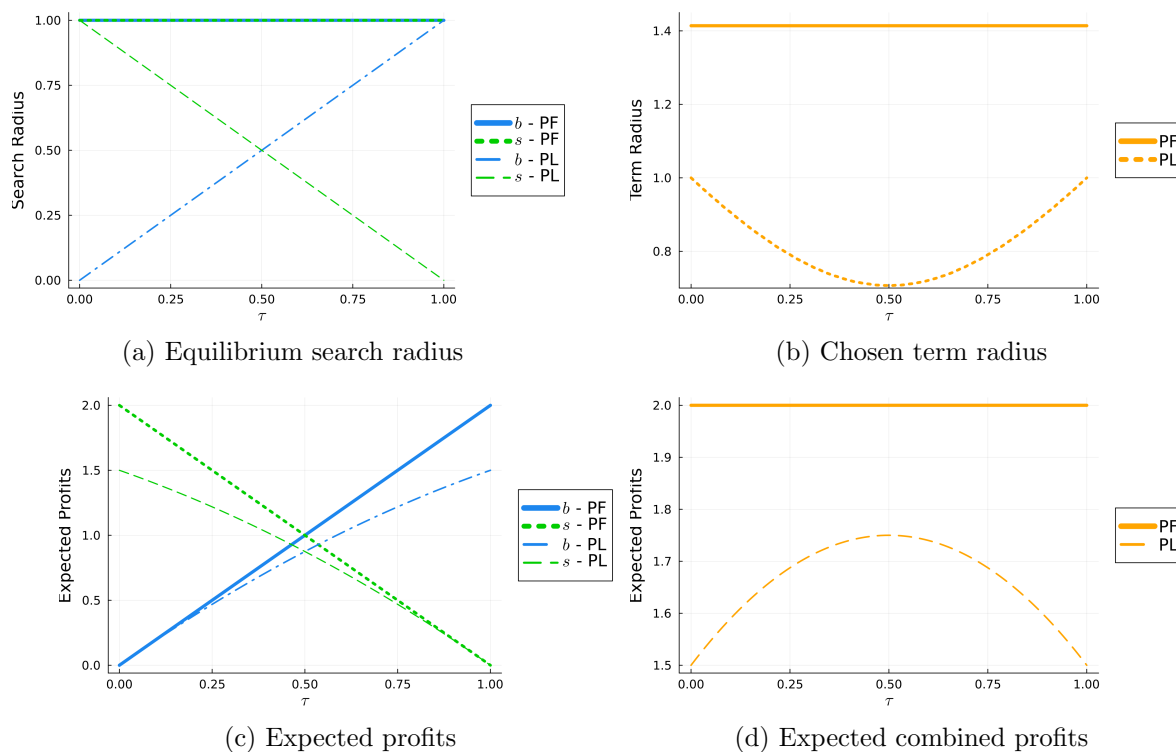 Search Radius
1.00
0.75
0.50
0.25
0.00
0.00 0.25 0.50 0.75 1.00
τ
b - PF
s - PF
b - PL
s - PL
(a) Equilibrium search radius
Term Radius
1.4
1.2
1.0
0.8
0.00 0.25 0.50 0.75 1.00
τ
PF
PL
(b) Chosen term radius
Expected Profits
2.0
1.5
1.0
0.5
0.0
0.00 0.25 0.50 0.75 1.00
τ
b - PF
s - PF
b - PL
s - PL
(c) Expected profits
Expected Profits
2.0
1.9
1.8
1.7
1.6
1.5
0.00 0.25 0.50 0.75 1.00
τ
PF
PL
(d) Expected combined profits